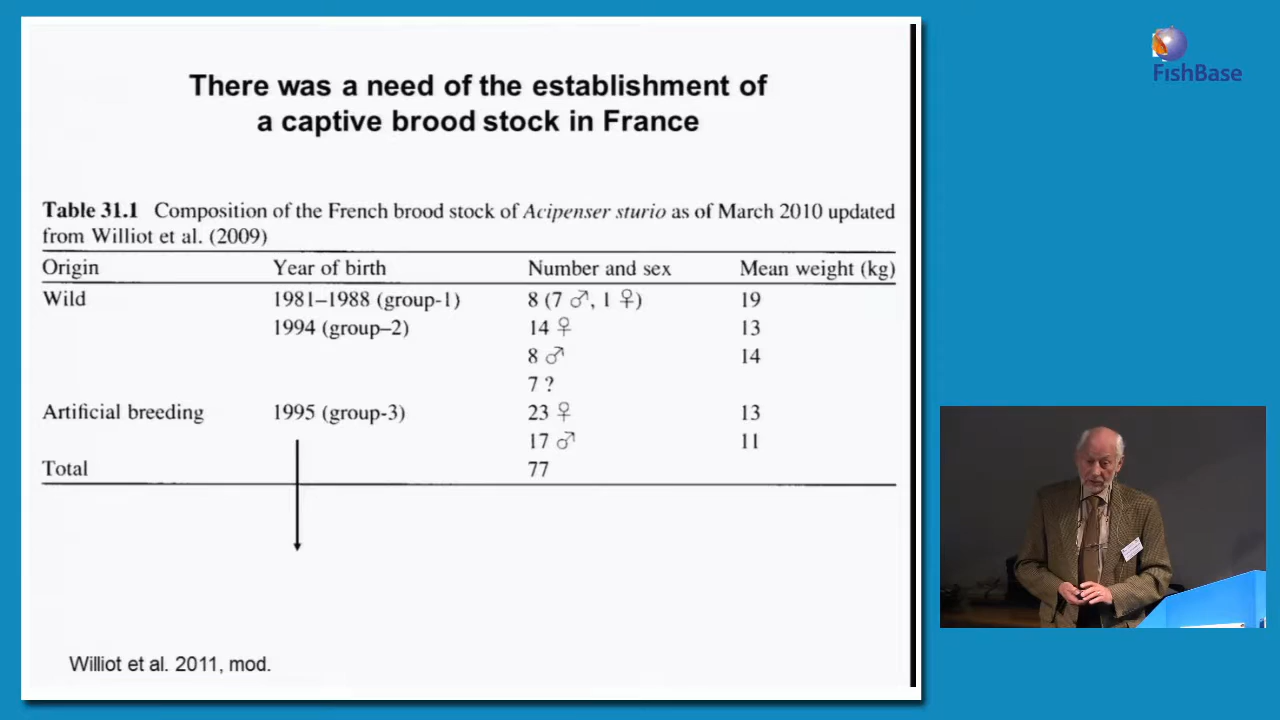 There was a need of the establishment of
a captive brood stock in France
FishBase
Table 31.1 Composition of the French brood stock of Acipenser sturio as of March 2010 updated
from Williot et al. (2009)
Origin Year of birth Number and sex Mean weight (kg)
Wild 1981–1988 (group-1) 8 (7 ♂, 1 ♀) 19
1994 (group–2) 14 ♀ 13
8 ♂ 14
7 ?
Artificial breeding 1995 (group-3) 23 ♀ 13
17 ♂ 11
Total 77
Williot et al. 2011, mod.